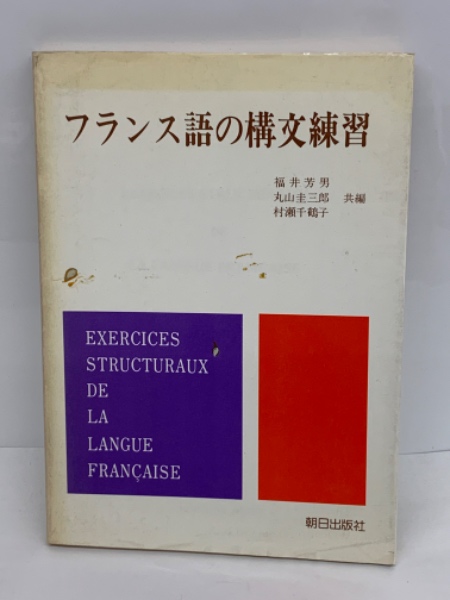 フランス語の構文練習
福井芳男
丸山圭三郎 共編
村瀬千鶴子
EXERCICES
STRUCTURAUX
DE
LA
LANGUE
FRANÇAISE
朝日出版社